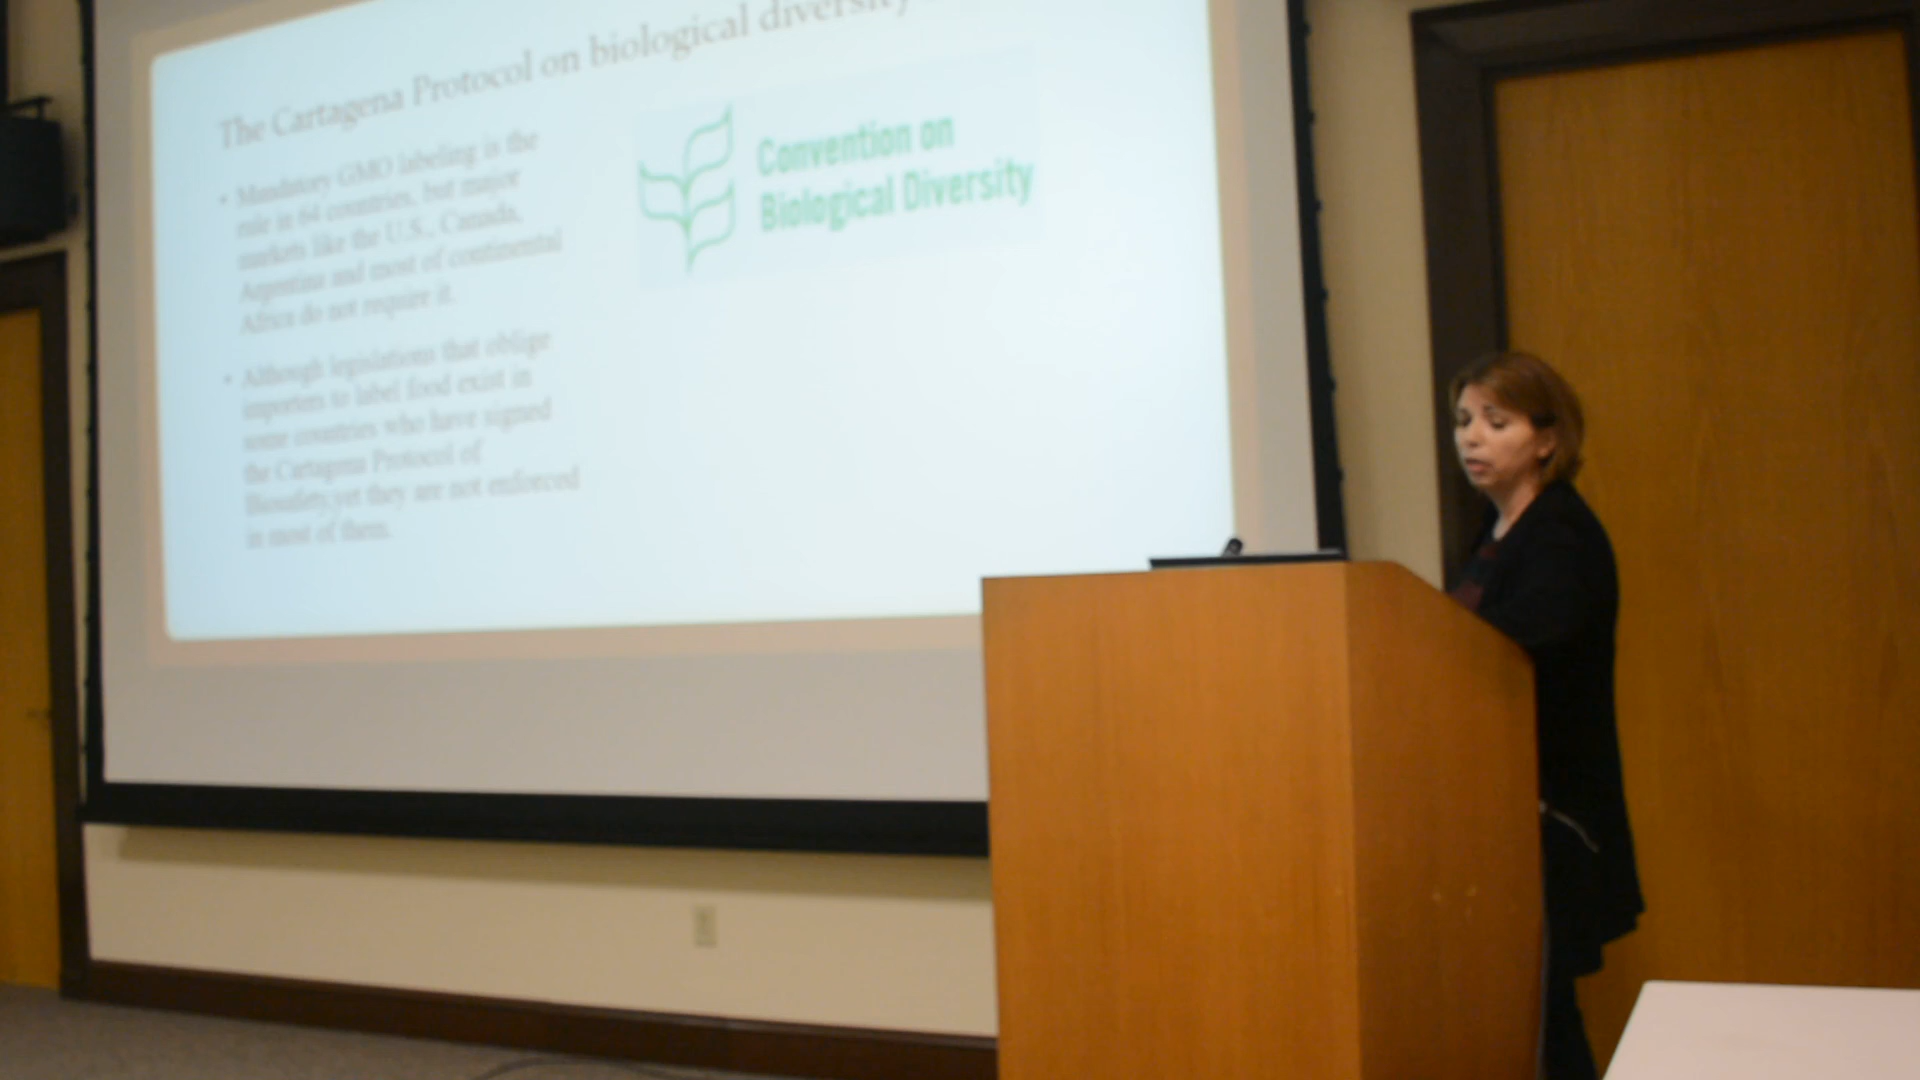 The Cartagena Protocol on biological diversity
• Mandatory GMO labeling is the
rule in 64 countries, but major
markets like the U.S., Canada,
Argentina and most of continental
Africa do not require it.
• Although legislations that oblige
importers to label food exist in
some countries who have signed
the Cartagena Protocol of
Biosafety,yet they are not enforced
in most of them.
Convention on
Biological Diversity